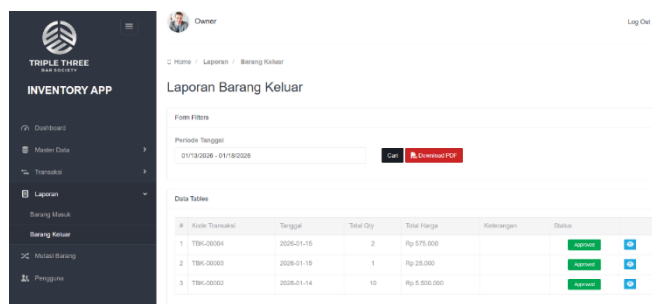 Owner
Log Out
TRIPLE THREE
BAR SOCIETY
INVENTORY APP
Home / Laporan / Barang Keluar
Laporan Barang Keluar
Form Filters
Periode Tanggal
01/13/2026 - 01/18/2026
Cari
Download PDF
Dashboard
Master Data
Transaksi
Laporan
Barang Masuk
Barang Keluar
Mutasi Barang
Pengguna
Data Tables
# Kode Transaksi Tanggal Total Qty Total Harga Keterangan Status
1 TBK-00004 2026-01-15 2 Rp 575.000 Approved
2 TBK-00003 2026-01-15 1 Rp 25.000 Approved
3 TBK-00002 2026-01-14 10 Rp 5.500.000 Approved